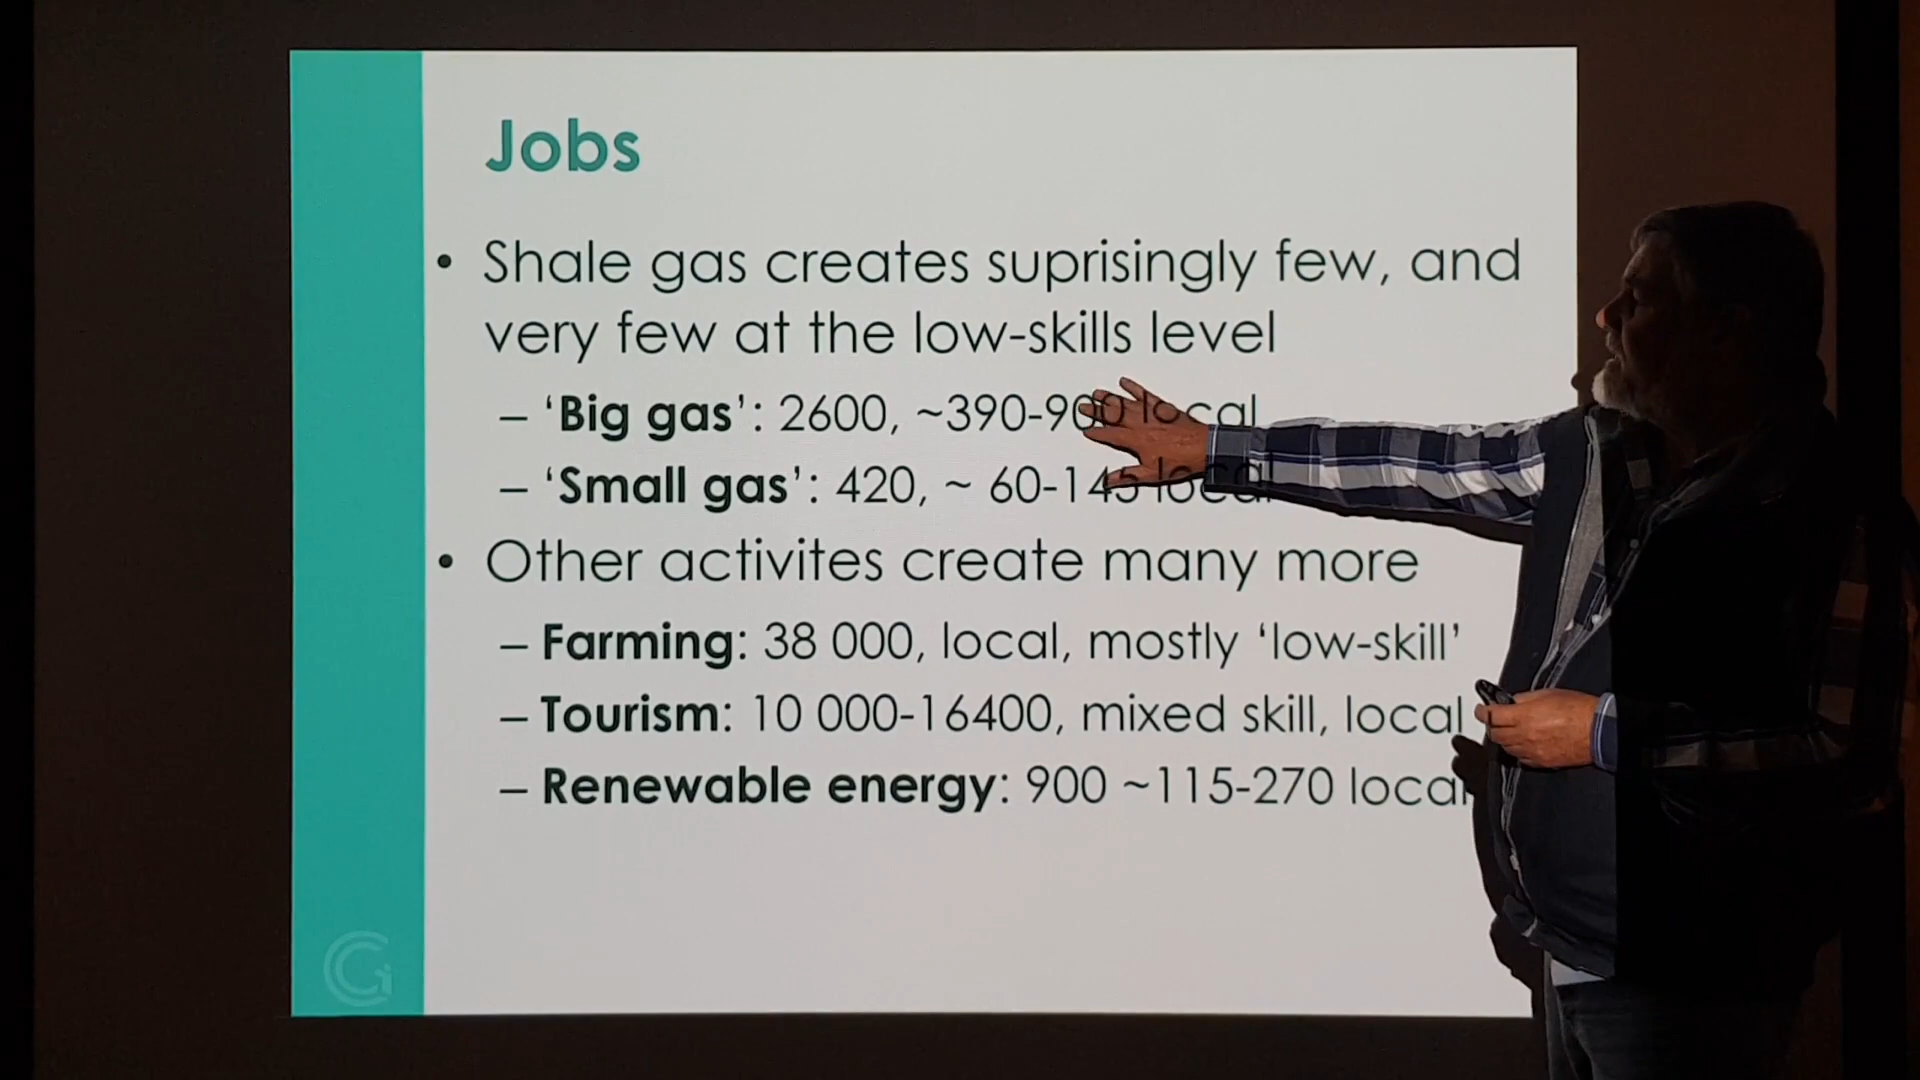 Jobs
• Shale gas creates suprisingly few, and
very few at the low-skills level
– ‘Big gas’: 2600, ~390-900 local
– ‘Small gas’: 420, ~ 60-145 local
• Other activites create many more
– Farming: 38 000, local, mostly ‘low-skill’
– Tourism: 10 000-16400, mixed skill, local
– Renewable energy: 900 ~115-270 local